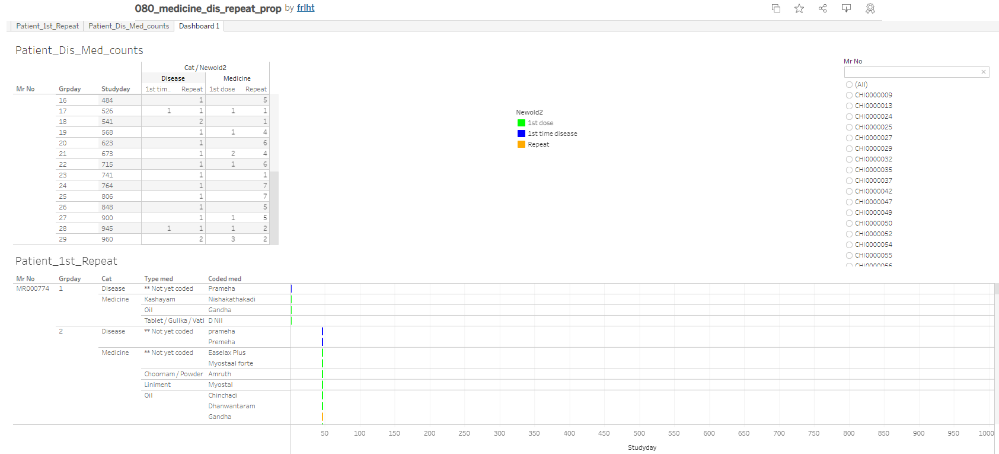 080_medicine_dis_repeat_prop by frlht
Patient_1st_Repeat Patient_Dis_Med_counts Dashboard 1
Patient_Dis_Med_counts
Cat / Newold2
Disease Medicine
Mr No Grpday Studyday 1st tim.. Repeat 1st dose Repeat
16 484 1 5
17 526 1 1 1 1
18 541 2 1
19 568 1 1 4
20 623 1 6
21 673 1 2 4
22 715 1 1 6
23 741 1 1
24 764 1 7
25 806 1 7
26 848 1 5
27 900 1 1 5
28 945 1 1 1 2
29 960 2 3 2
Newold2
1st dose
1st time disease
Repeat
Mr No
(All)
CHI0000009
CHI0000013
CHI0000024
CHI0000025
CHI0000027
CHI0000029
CHI0000032
CHI0000035
CHI0000037
CHI0000042
CHI0000047
CHI0000049
CHI0000050
CHI0000052
CHI0000054
CHI0000055
CHI0000056
Patient_1st_Repeat
Mr No Grpday Cat Type med Coded med
MR000774 1 Disease ** Not yet coded Prameha
Medicine Kashayam Nishakathakadi
Oil Gandha
Tablet / Gulika / Vati D Nil
2 Disease ** Not yet coded prameha
Premeha
Medicine ** Not yet coded Easelax Plus
Myostaal forte
Choornam / Powder Amruth
Liniment Myostal
Oil Chinchadi
Dhanwantaram
Gandha
50 100 150 200 250 300 350 400 450 500 550 600 650 700 750 800 850 900 950 1000
Studyday